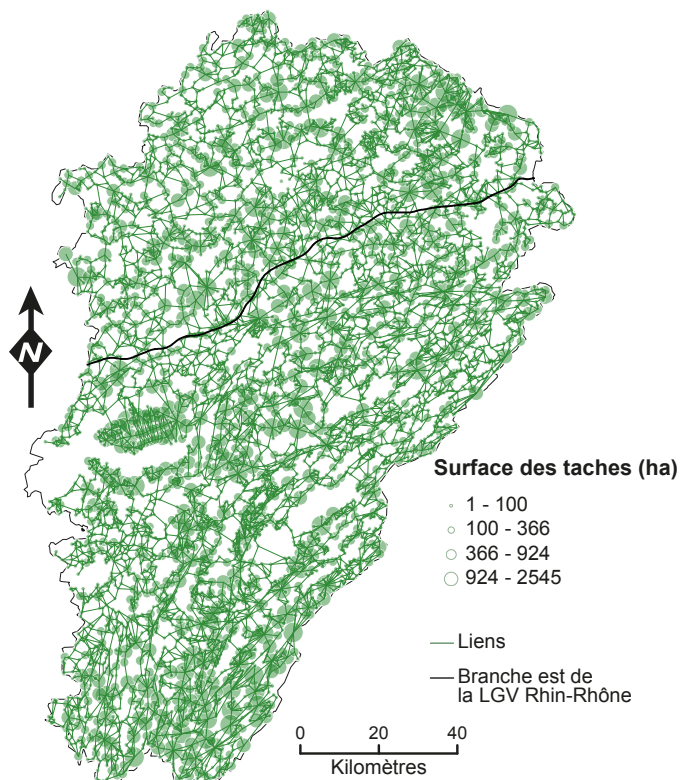 N
Surface des taches (ha)
1 - 100
100 - 366
366 - 924
924 - 2545
Liens
Branche est de
la LGV Rhin-Rhône
0 20 40
Kilomètres